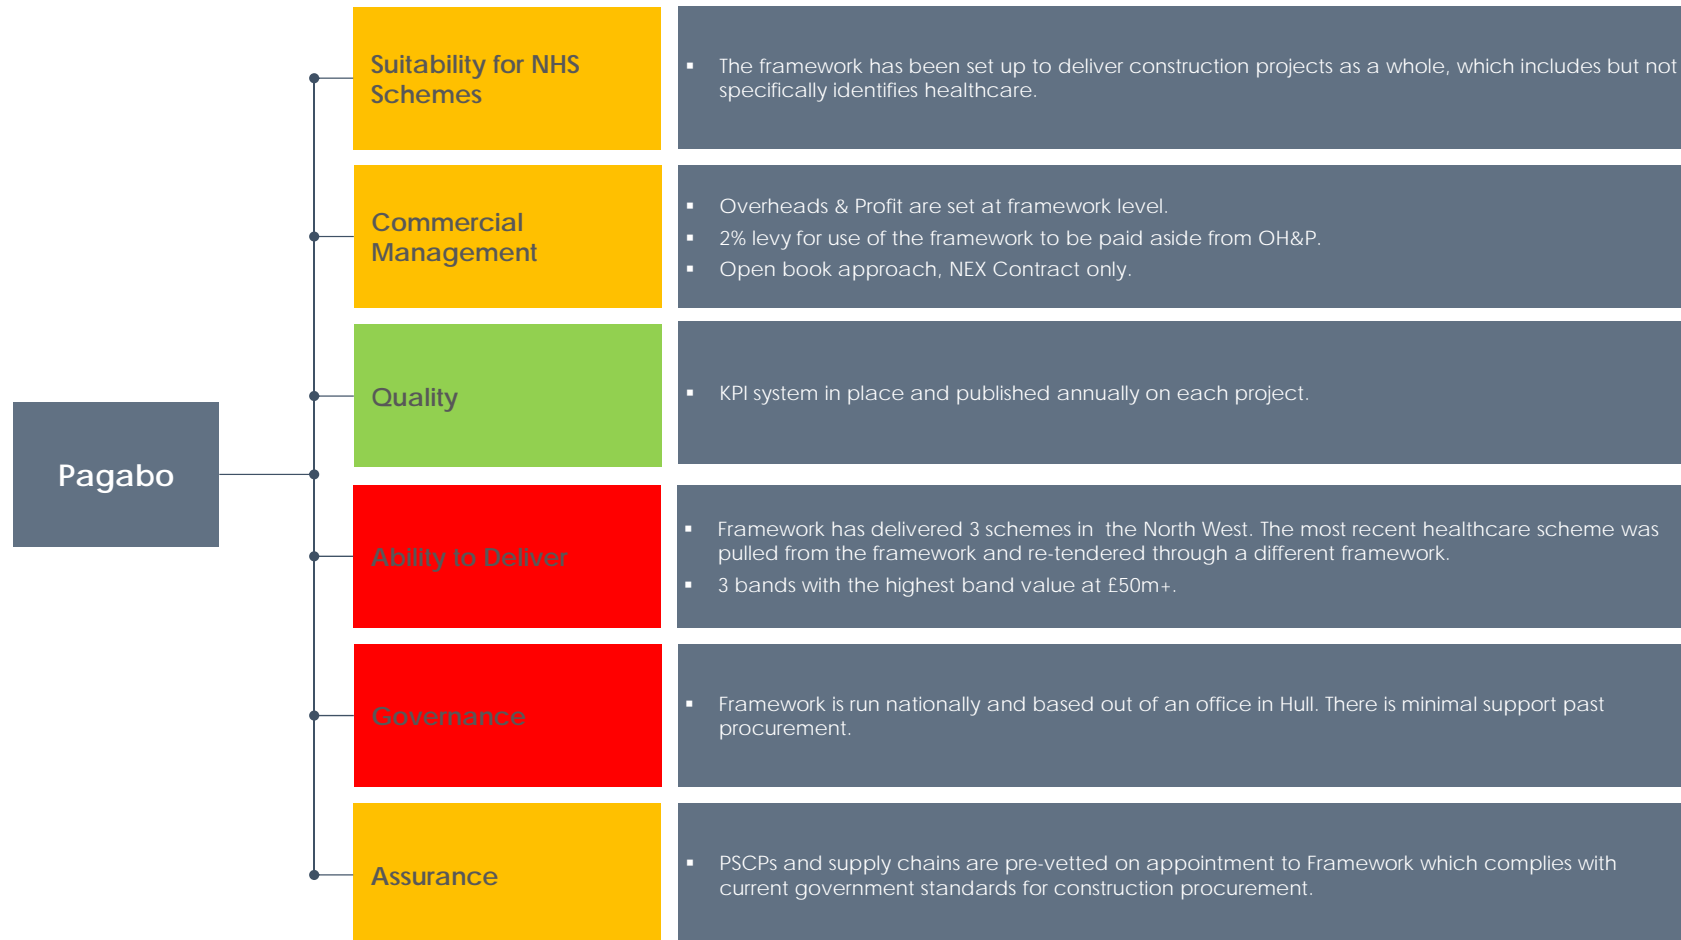 Suitability for NHS
Schemes
▪ The framework has been set up to deliver construction projects as a whole, which includes but not
specifically identifies healthcare.
Commercial
Management
▪ Overheads & Profit are set at framework level.
▪ 2% levy for use of the framework to be paid aside from OH&P.
▪ Open book approach, NEX Contract only.
Quality
▪ KPI system in place and published annually on each project.
Pagabo
Ability to Deliver
▪ Framework has delivered 3 schemes in  the North West. The most recent healthcare scheme was
pulled from the framework and re-tendered through a different framework.
▪ 3 bands with the highest band value at £50m+.
Governance
▪ Framework is run nationally and based out of an office in Hull. There is minimal support past
procurement.
Assurance
▪ PSCPs and supply chains are pre-vetted on appointment to Framework which complies with
current government standards for construction procurement.